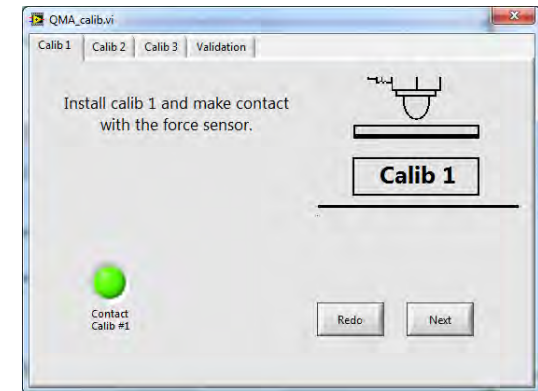 QMA_calib.vi
Calib 1 Calib 2 Calib 3 Validation
Install calib 1 and make contact
with the force sensor.
Calib 1
Contact
Calib #1
Redo Next